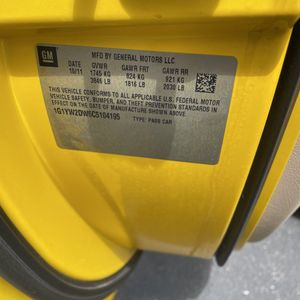 GM
MFD BY GENERAL MOTORS LLC
DATE GVWR GAWR FRT GAWR RR
10/11 1745 KG 824 KG 921 KG
3846 LB 1816 LB 2030 LB
THIS VEHICLE CONFORMS TO ALL APPLICABLE U.S. FEDERAL MOTOR
VEHICLE SAFETY, BUMPER, AND THEFT PREVENTION STANDARDS IN
EFFECT ON THE DATE OF MANUFACTURE SHOWN ABOVE.
1G1YW2DW5C5104195
TYPE: PASS CAR